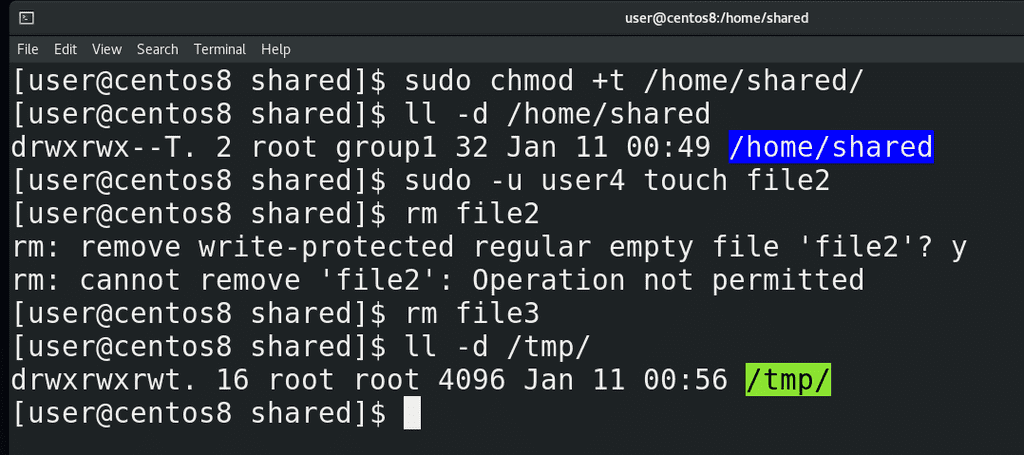 user@centos8:/home/shared
File Edit View Search Terminal Help
[user@centos8 shared]$ sudo chmod +t /home/shared/
[user@centos8 shared]$ ll -d /home/shared
drwxrwx--T. 2 root group1 32 Jan 11 00:49 /home/shared
[user@centos8 shared]$ sudo -u user4 touch file2
[user@centos8 shared]$ rm file2
rm: remove write-protected regular empty file 'file2'? y
rm: cannot remove 'file2': Operation not permitted
[user@centos8 shared]$ rm file3
[user@centos8 shared]$ ll -d /tmp/
drwxrwxrwt. 16 root root 4096 Jan 11 00:56 /tmp/
[user@centos8 shared]$